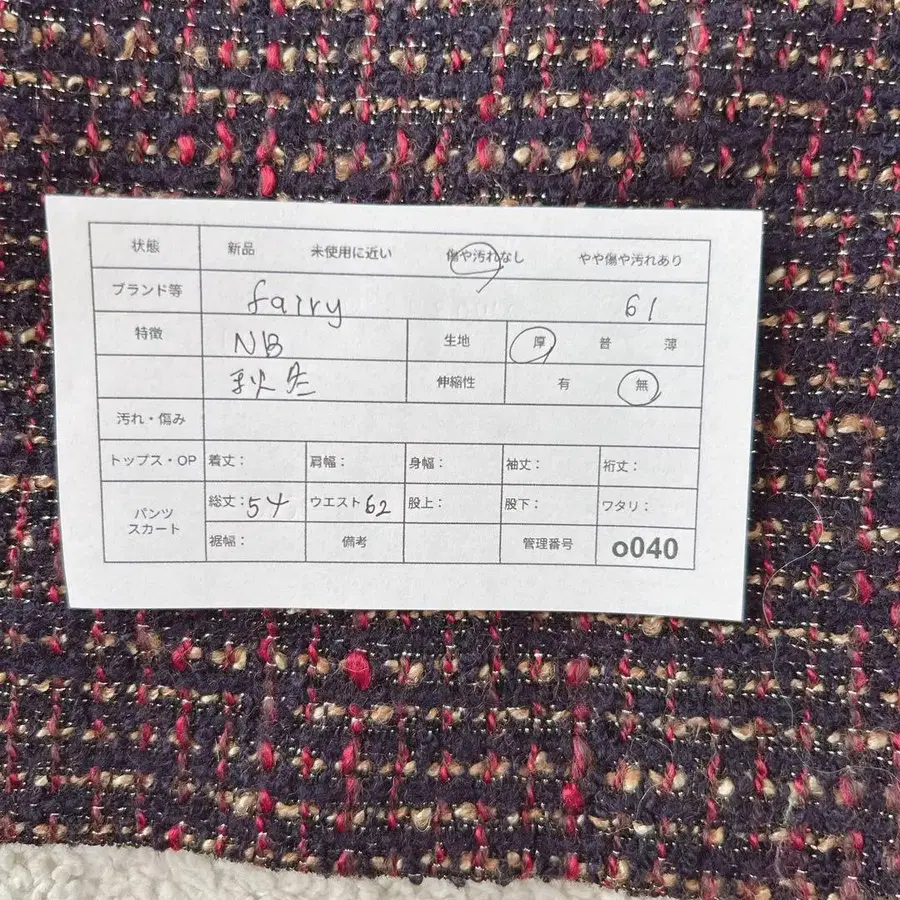 状態 新品 未使用に近い 傷や汚れなし やや傷や汚れあり
ブランド等 fairy 61
特徴 NB 生地 厚 普 薄
秋冬 伸縮性 有 無
汚れ・傷み
トップス・OP 着丈： 肩幅： 身幅： 袖丈： 裄丈：
パンツ スカート 総丈：54 ウエスト 62 股上： 股下： ワタリ：
裾幅： 備考 管理番号 o040